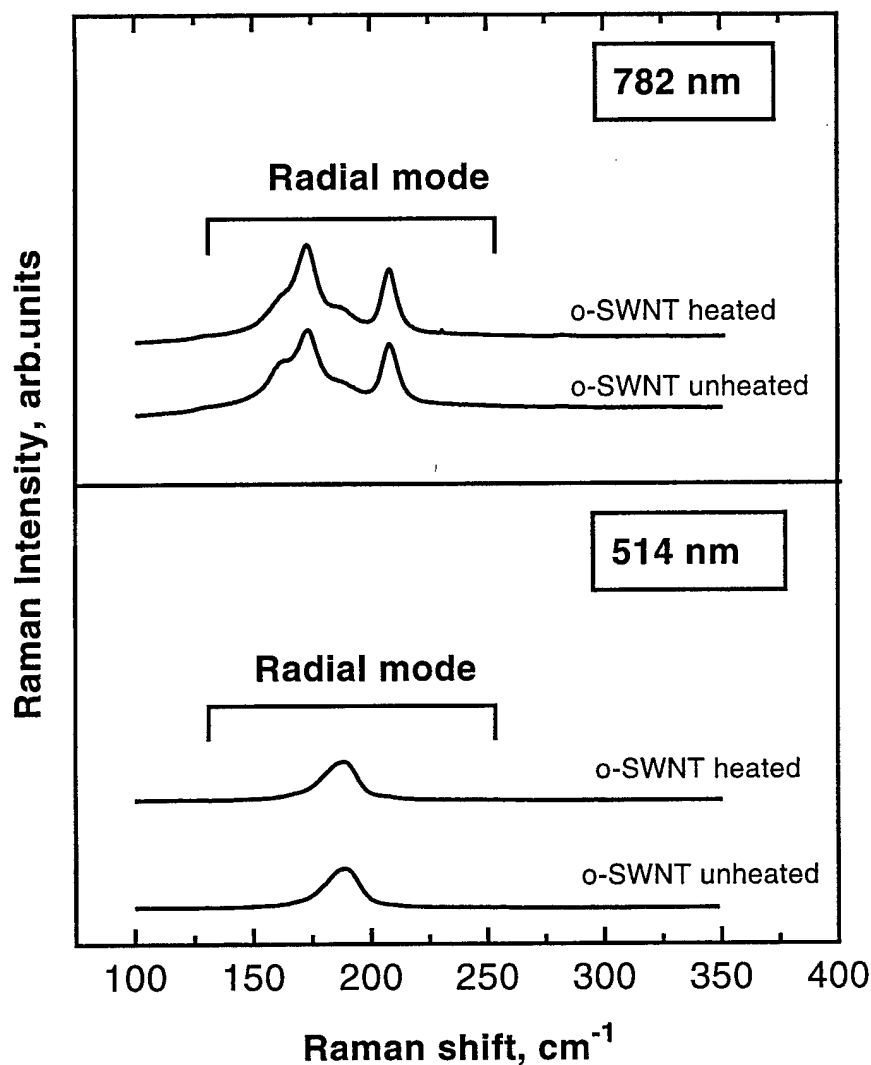 782 nm
Radial mode
o-SWNT heated
o-SWNT unheated
514 nm
Radial mode
o-SWNT heated
o-SWNT unheated
100 150 200 250 300 350 400
Raman shift, cm-1
Raman Intensity, arb.units